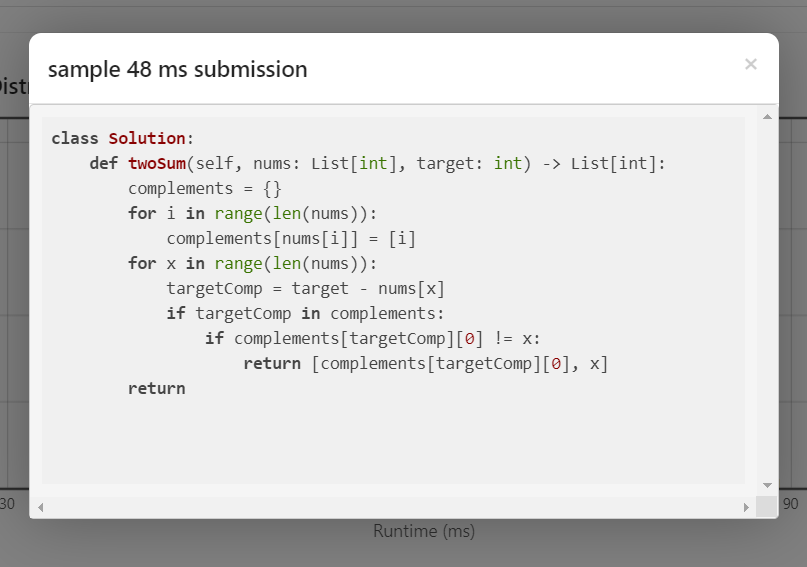 sample 48 ms submission
×
Dist
class Solution:
    def twoSum(self, nums: List[int], target: int) -> List[int]:
        complements = {}
        for i in range(len(nums)):
            complements[nums[i]] = [i]
        for x in range(len(nums)):
            targetComp = target - nums[x]
            if targetComp in complements:
                if complements[targetComp][0] != x:
                    return [complements[targetComp][0], x]
        return
30
90
Runtime (ms)